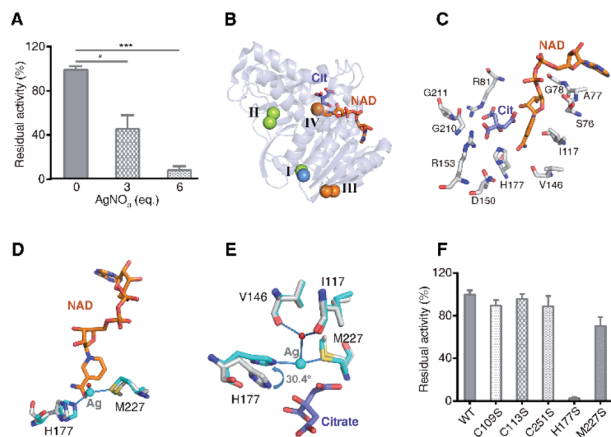 A
Residual activity (%)
120
80
40
0
***
*
0 3 6
AgNO3 (eq.)
B
Cit
NAD
II
IV
I
III
C
NAD
R81
G211
Cit
G78
A77
G210
S76
R153
I117
H177
V146
D150
D
NAD
Ag
H177
M227
E
I117
V146
M227
Ag
30.4°
H177
Citrate
F
Residual activity (%)
120
80
40
0
WT
C109S
C113S
C251S
H177S
M227S